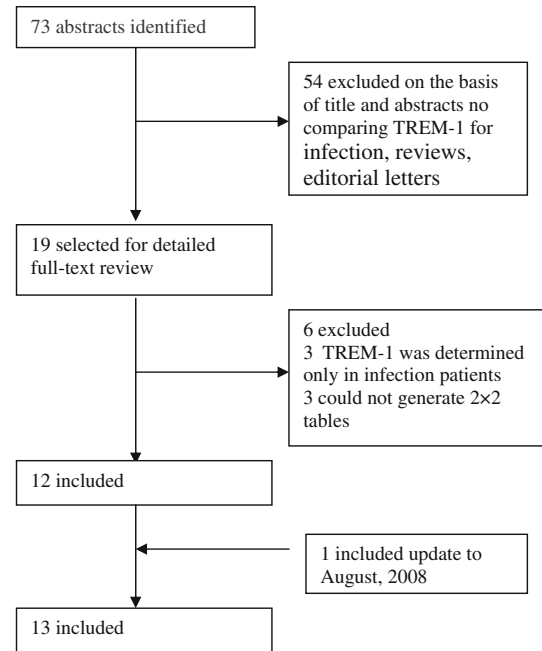 73 abstracts identified
54 excluded on the basis
of title and abstracts no
comparing TREM-1 for
infection, reviews,
editorial letters
19 selected for detailed
full-text review
6 excluded
3 TREM-1 was determined
only in infection patients
3 could not generate 2×2
tables
12 included
1 included update to
August, 2008
13 included